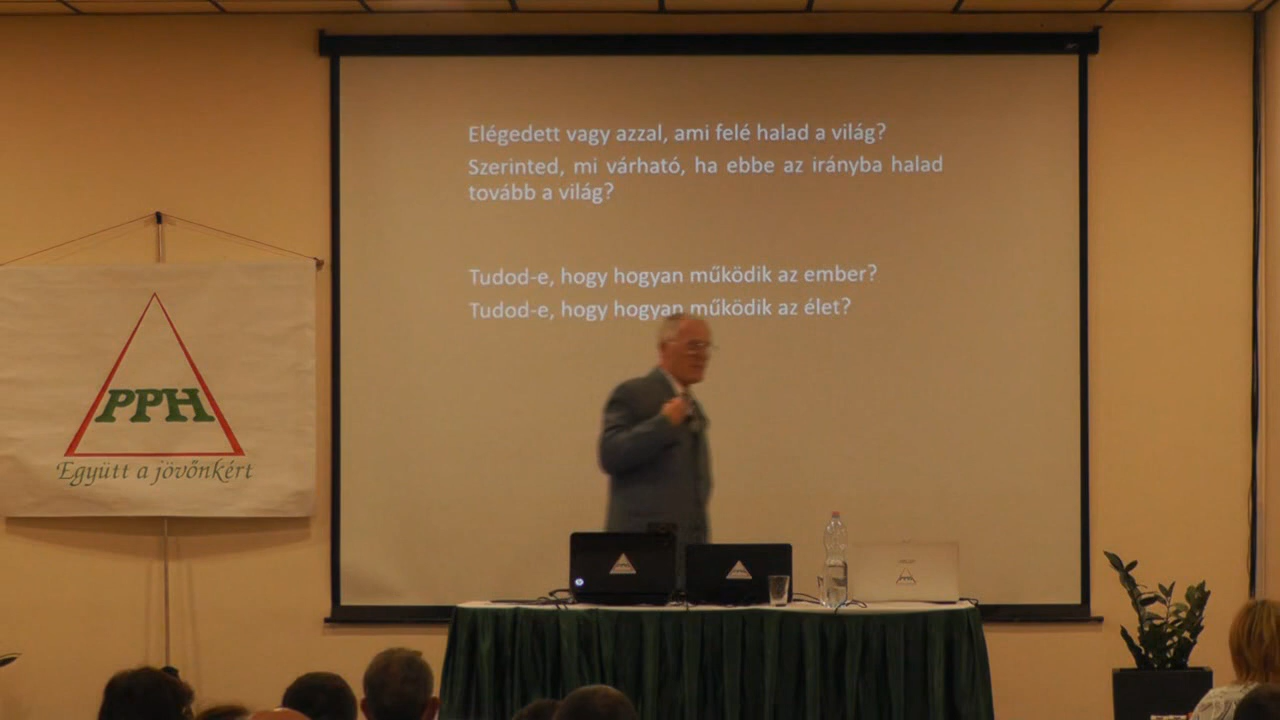 Elégedett vagy azzal, ami felé halad a világ?
Szerinted, mi várható, ha ebbe az irányba halad
tovább a világ?
Tudod-e, hogy hogyan működik az ember?
Tudod-e, hogy hogyan működik az élet?
PPH
Együtt a jövőnkért